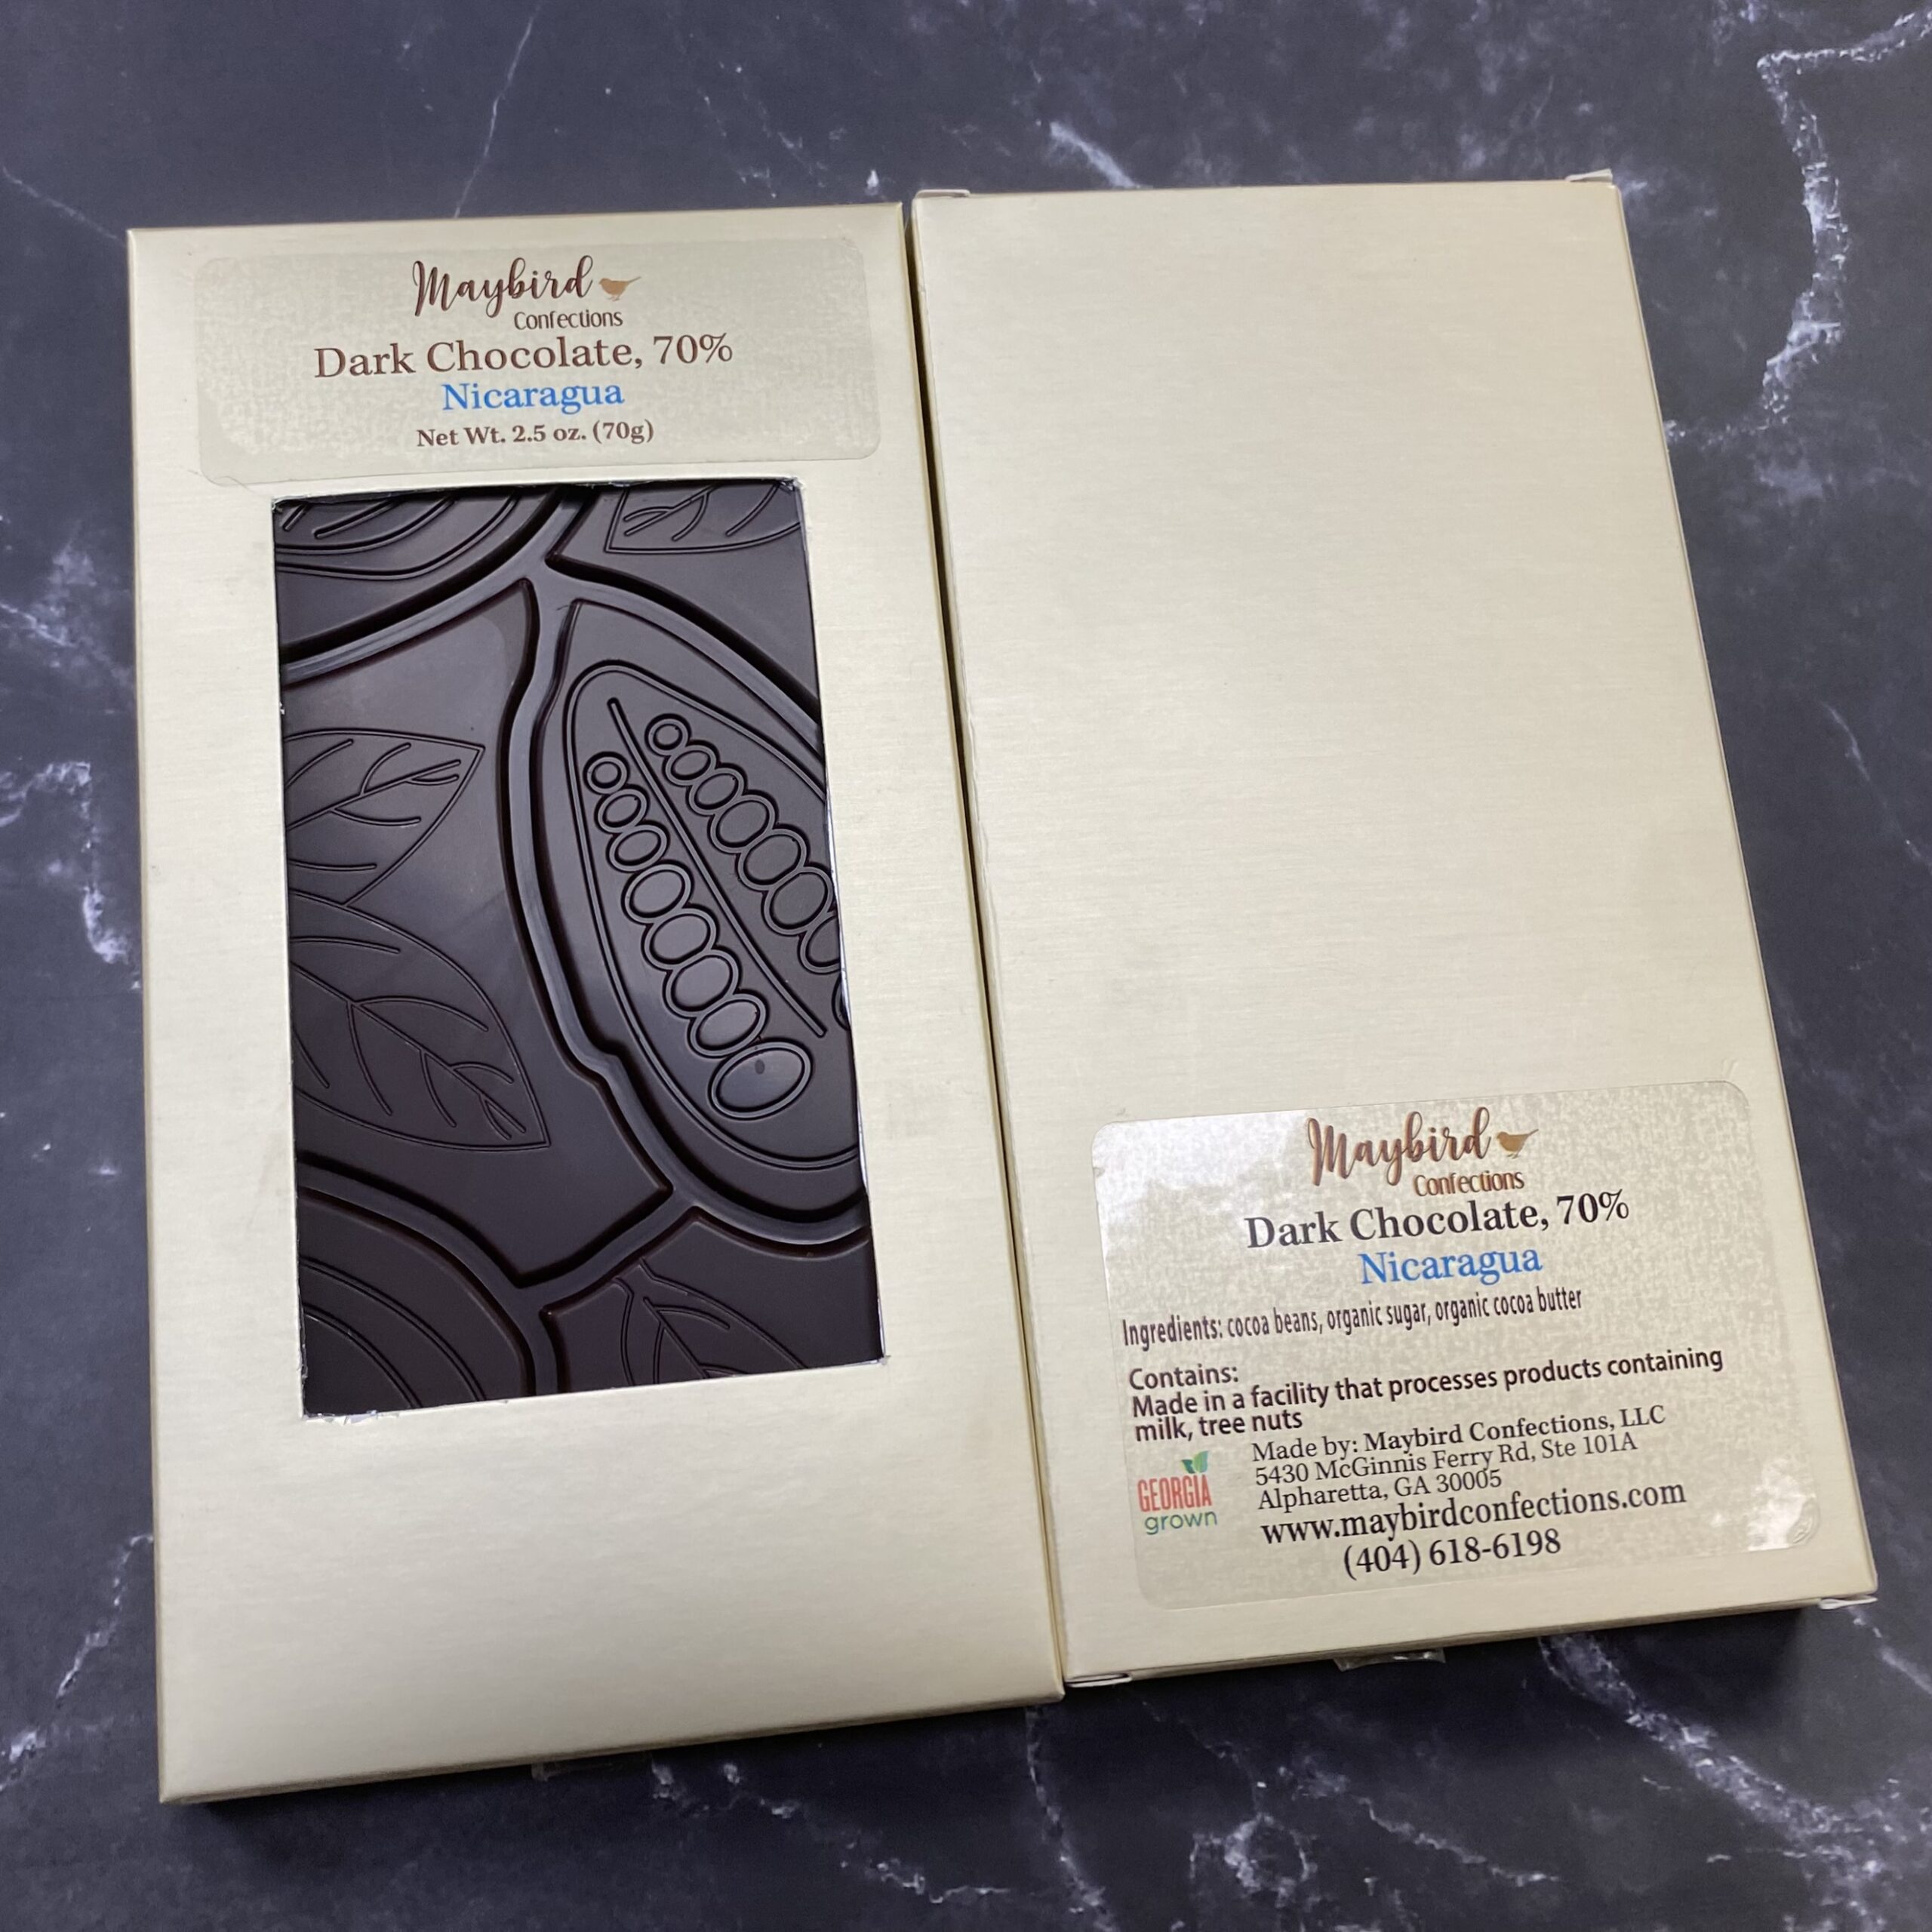 Maybird
Confections
Dark Chocolate, 70%
Nicaragua
Net Wt. 2.5 oz. (70g)
Maybird
Confections
Dark Chocolate, 70%
Nicaragua
Ingredients: cocoa beans, organic sugar, organic cocoa butter
Contains:
Made in a facility that processes products containing
milk, tree nuts
Made by: Maybird Confections, LLC
5430 McGinnis Ferry Rd, Ste 101A
Alpharetta, GA 30005
www.maybirdconfections.com
(404) 618-6198
GEORGIA
grown